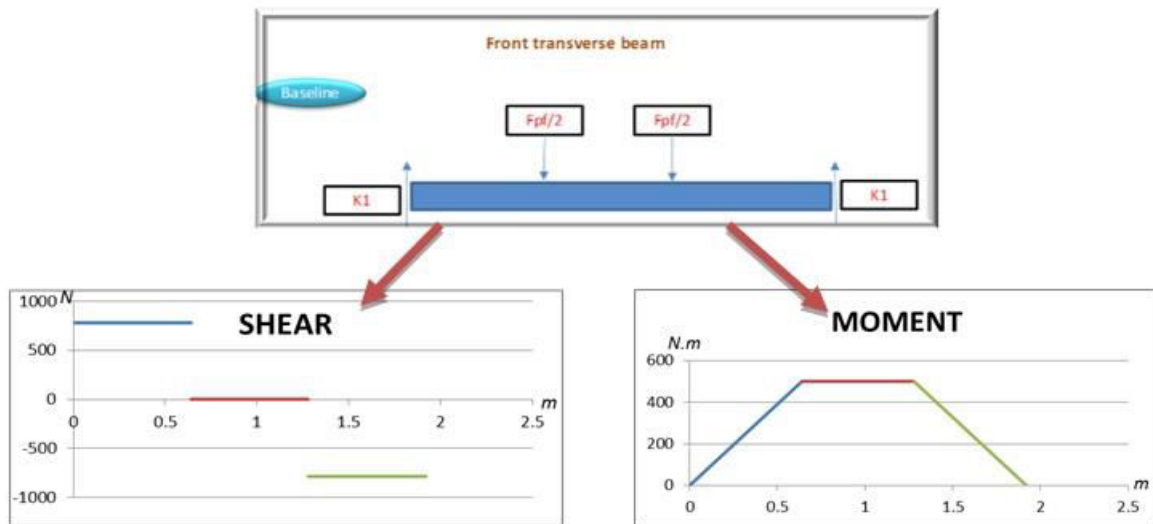 Front transverse beam
Baseline
Fpf/2 Fpf/2
K1 K1
SHEAR
N
1000
500
0
-500
-1000
0 0.5 1 1.5 2 2.5
m
MOMENT
N.m
600
400
200
0
0 0.5 1 1.5 2 2.5
m